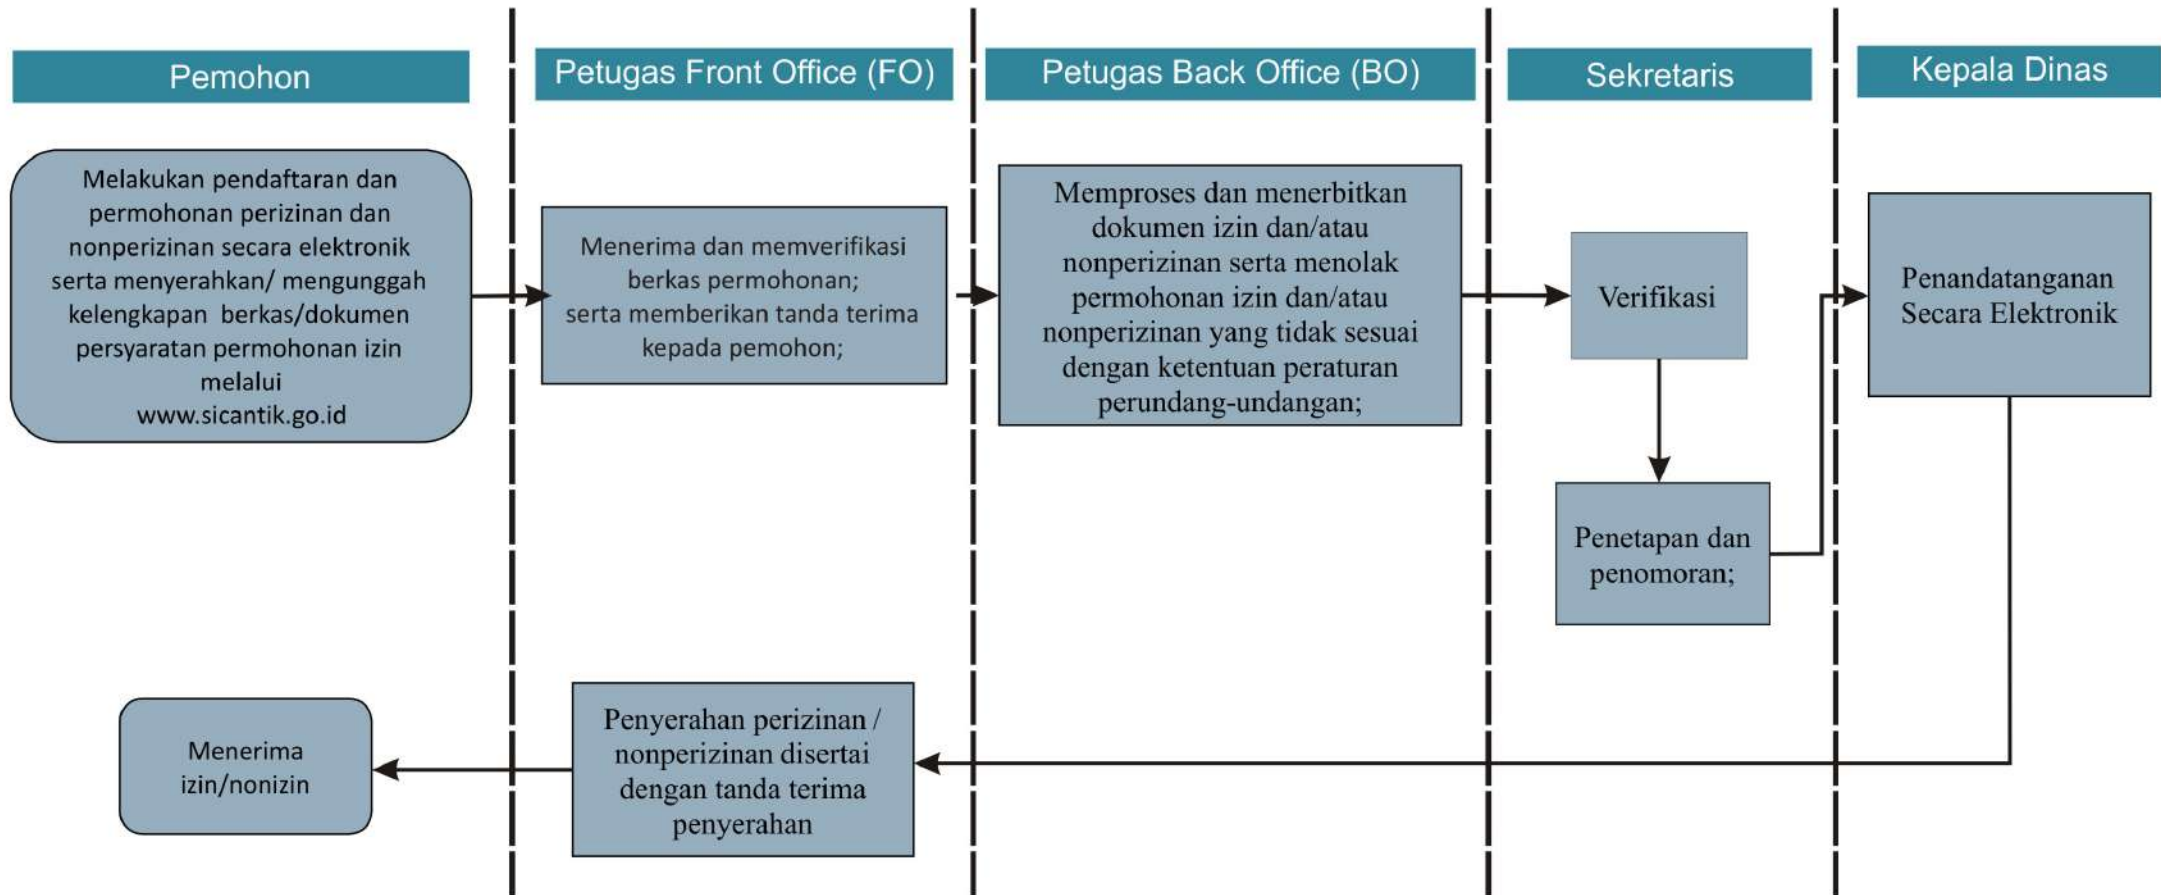 Pemohon
Petugas Front Office (FO)
Petugas Back Office (BO)
Sekretaris
Kepala Dinas
Melakukan pendaftaran dan
permohonan perizinan dan
nonperizinan secara elektronik
serta menyerahkan/ mengunggah
kelengkapan berkas/dokumen
persyaratan permohonan izin
melalui
www.sicantik.go.id
Menerima dan memverifikasi
berkas permohonan;
serta memberikan tanda terima
kepada pemohon;
Memproses dan menerbitkan
dokumen izin dan/atau
nonperizinan serta menolak
permohonan izin dan/atau
nonperizinan yang tidak sesuai
dengan ketentuan peraturan
perundang-undangan;
Verifikasi
Penetapan dan
penomoran;
Penandatanganan
Secara Elektronik
Penyerahan perizinan /
nonperizinan disertai
dengan tanda terima
penyerahan
Menerima
izin/nonizin